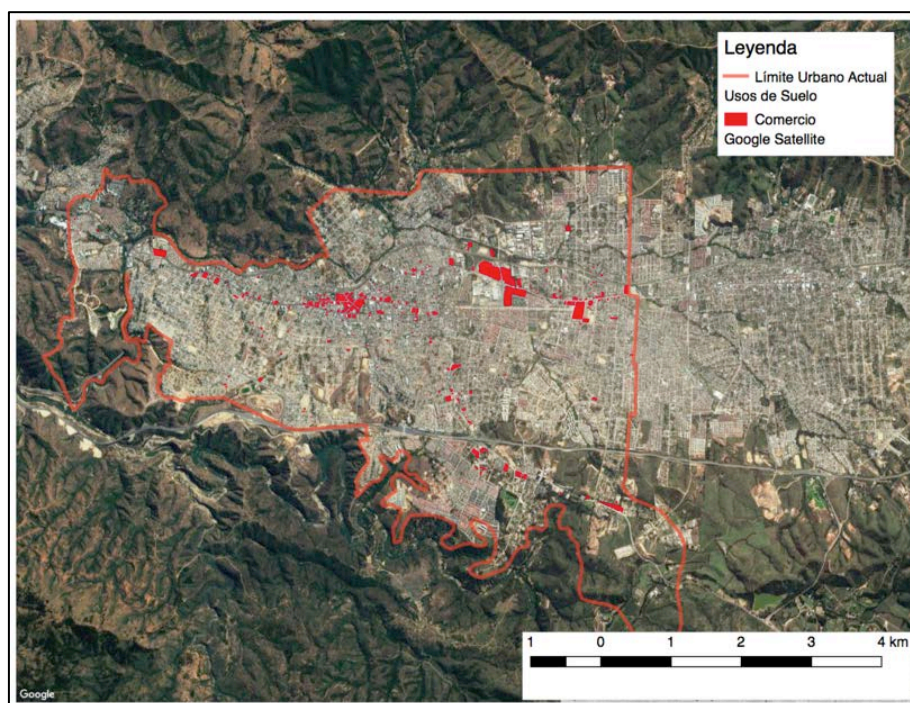 Leyenda
Límite Urbano Actual
Usos de Suelo
Comercio
Google Satellite
1 0 1 2 3 4 km
Google